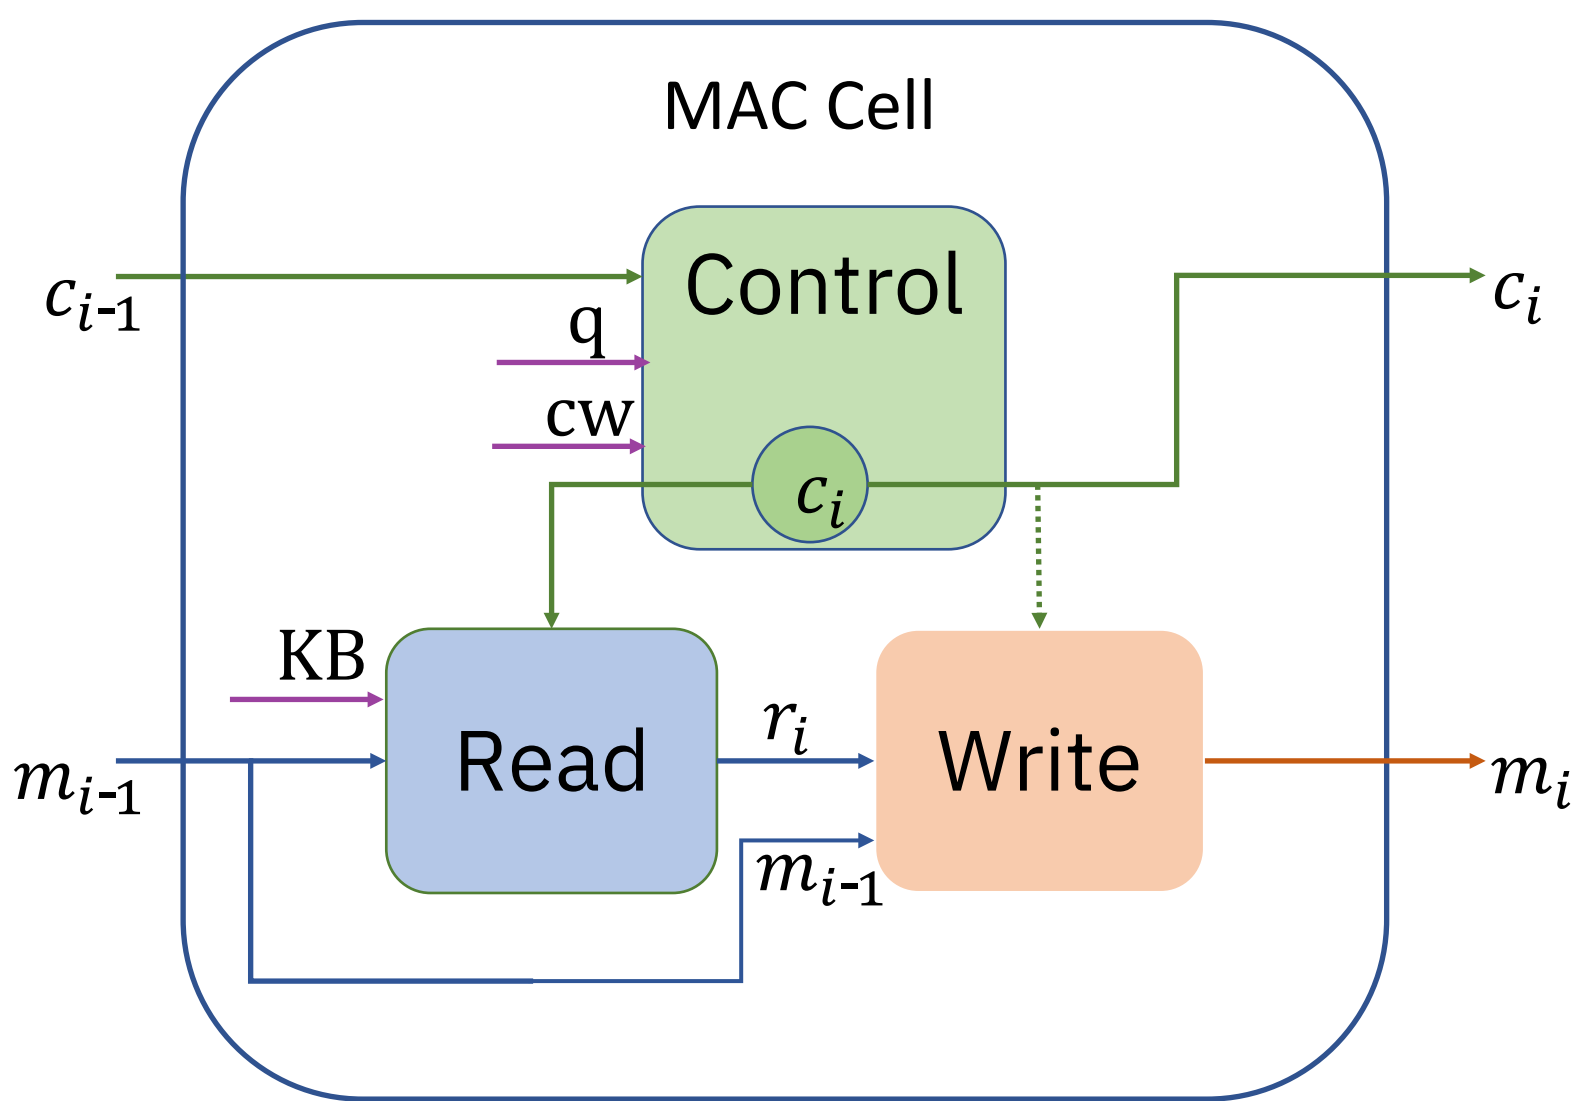 MAC Cell
Control
c_{i-1}
q
cw
c_i
c_i
KB
Read
r_i
Write
m_{i-1}
m_{i-1}
m_i